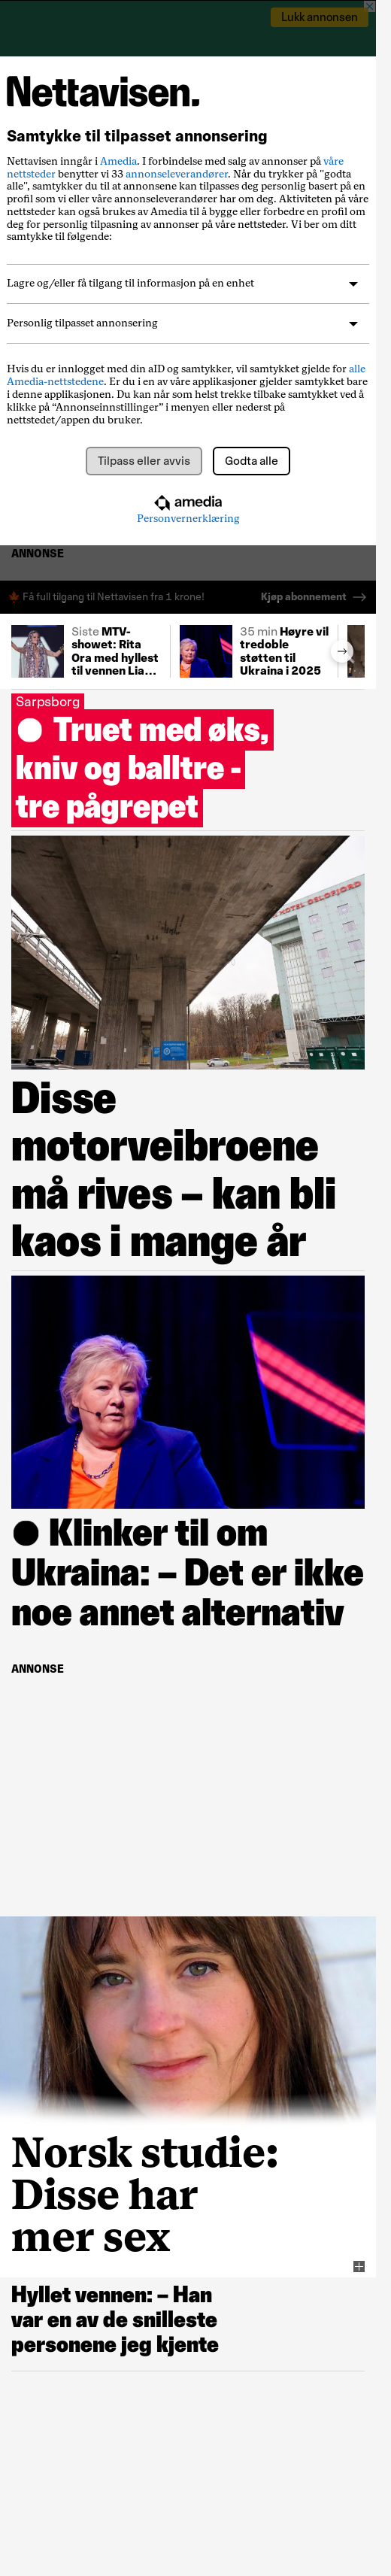 Lukk annonsen
Nettavisen.
Samtykke til tilpasset annonsering
Nettavisen inngår i Amedia. I forbindelse med salg av annonser på våre
nettsteder benytter vi 33 annonseleverandører. Når du trykker på "godta
alle", samtykker du til at annonsene kan tilpasses deg personlig basert på en
profil som vi eller våre annonseleverandører har om deg. Aktiviteten på våre
nettsteder kan også brukes av Amedia til å bygge eller forbedre en profil om
deg for personlig tilpasning av annonser på våre nettsteder. Vi ber om ditt
samtykke til følgende:
Lagre og/eller få tilgang til informasjon på en enhet
Personlig tilpasset annonsering
Hvis du er innlogget med din aID og samtykker, vil samtykket gjelde for alle
Amedia-nettstedene. Er du i en av våre applikasjoner gjelder samtykket bare
i denne applikasjonen. Du kan når som helst trekke tilbake samtykket ved å
klikke på “Annonseinnstillinger” i menyen eller nederst på
nettstedet/appen du bruker.
Tilpass eller avvis Godta alle
amedia
Personvernerklæring
ANNONSE
Få full tilgang til Nettavisen fra 1 krone! Kjøp abonnement
Siste MTV-
showet: Rita
Ora med hyllest
til vennen Lia...
35 min Høyre vil
tredoble
støtten til
Ukraina i 2025
Sarpsborg
Truet med øks,
kniv og balltre -
tre pågrepet
HOTEL OSLOFJORD
Disse
motorveibroene
må rives – kan bli
kaos i mange år
Klinker til om
Ukraina: – Det er ikke
noe annet alternativ
ANNONSE
Norsk studie:
Disse har
mer sex
Hyllet vennen: – Han
var en av de snilleste
personene jeg kjente